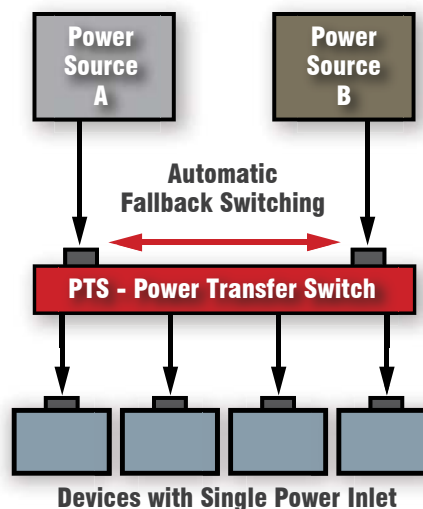 Power
Source
A
Power
Source
B
Automatic
Fallback Switching
PTS - Power Transfer Switch
Devices with Single Power Inlet